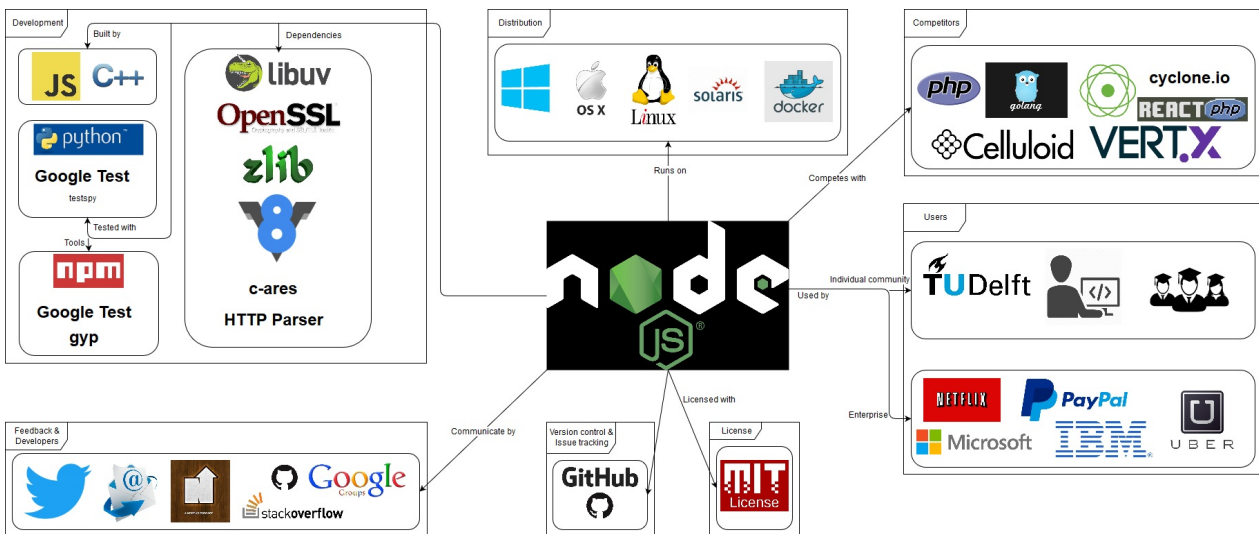 Development
Built by
JS
C++
python™
Google Test
testspy
Tested with
Tools
npm
Google Test
gyp
Dependencies
libuv
OpenSSL
zlib
V8
c-ares
HTTP Parser
Distribution
OS X
Linux
solaris
docker
Runs on
Competitors
php
golang
cyclone.io
REACT php
Celluloid
VERT.X
Competes with
node
JS®
Users
Individual community
Used by
TUDelft
</>
Enterprise
NETFLIX
PayPal
Microsoft
IBM®
U
UBER
Feedback &
Developers
Communicate by
@
Google
Groups
stackoverflow
Version control &
Issue tracking
GitHub
Licensed with
License
MIT
License